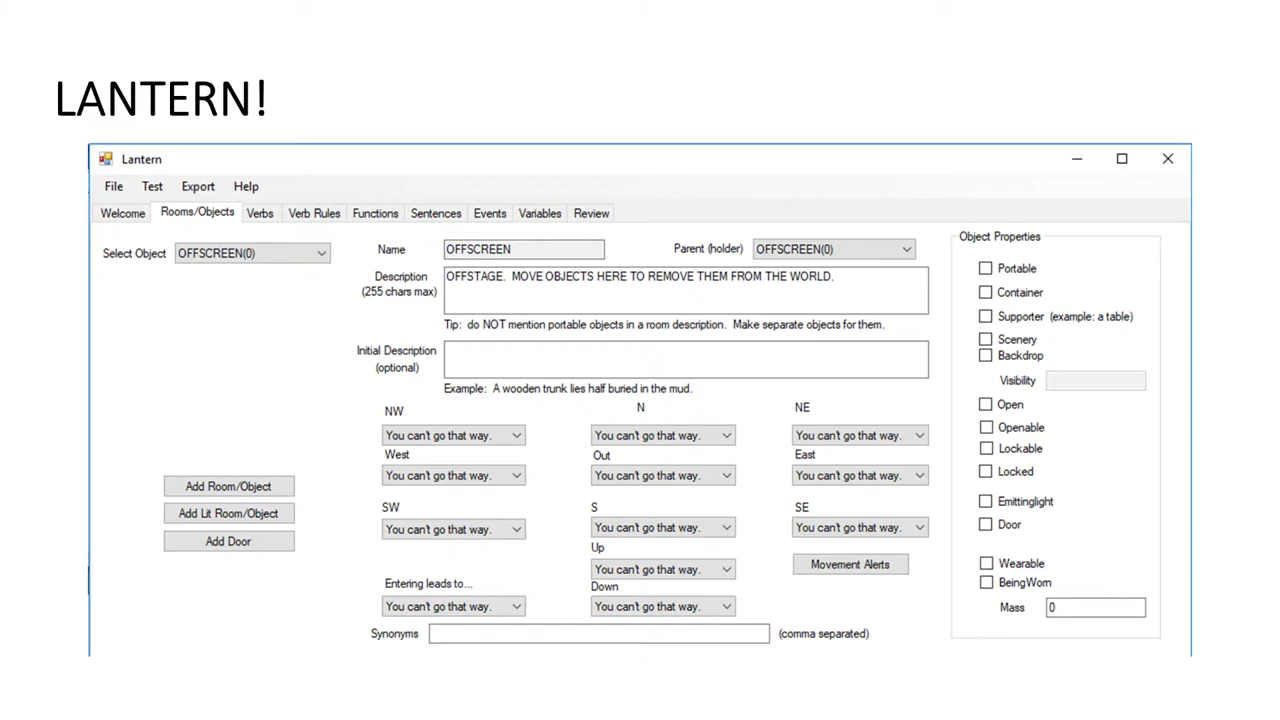 LANTERN!
Lantern
File Test Export Help
Welcome Rooms/Objects Verbs Verb Rules Functions Sentences Events Variables Review
Select Object OFFSCREEN(0) Name OFFSCREEN Parent (holder) OFFSCREEN(0)
Description
(255 chars max)
OFFSTAGE. MOVE OBJECTS HERE TO REMOVE THEM FROM THE WORLD.
Tip: do NOT mention portable objects in a room description. Make separate objects for them.
Initial Description
(optional)
Example: A wooden trunk lies half buried in the mud.
NW N NE
You can't go that way. You can't go that way. You can't go that way.
West Out East
You can't go that way. You can't go that way. You can't go that way.
SW S SE
You can't go that way. You can't go that way. You can't go that way.
Up
You can't go that way. Movement Alerts
Entering leads to... Down
You can't go that way. You can't go that way.
Synonyms (comma separated)
Add Room/Object
Add Lit Room/Object
Add Door
Object Properties
Portable
Container
Supporter (example: a table)
Scenery
Backdrop
Visibility
Open
Openable
Lockable
Locked
Emittinglight
Door
Wearable
BeingWorn
Mass 0